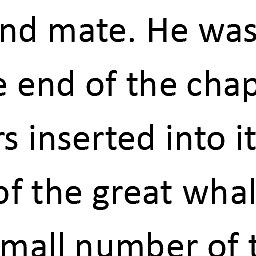 nd mate. He was
e end of the chap
rs inserted into it
of the great whal
mall number of t